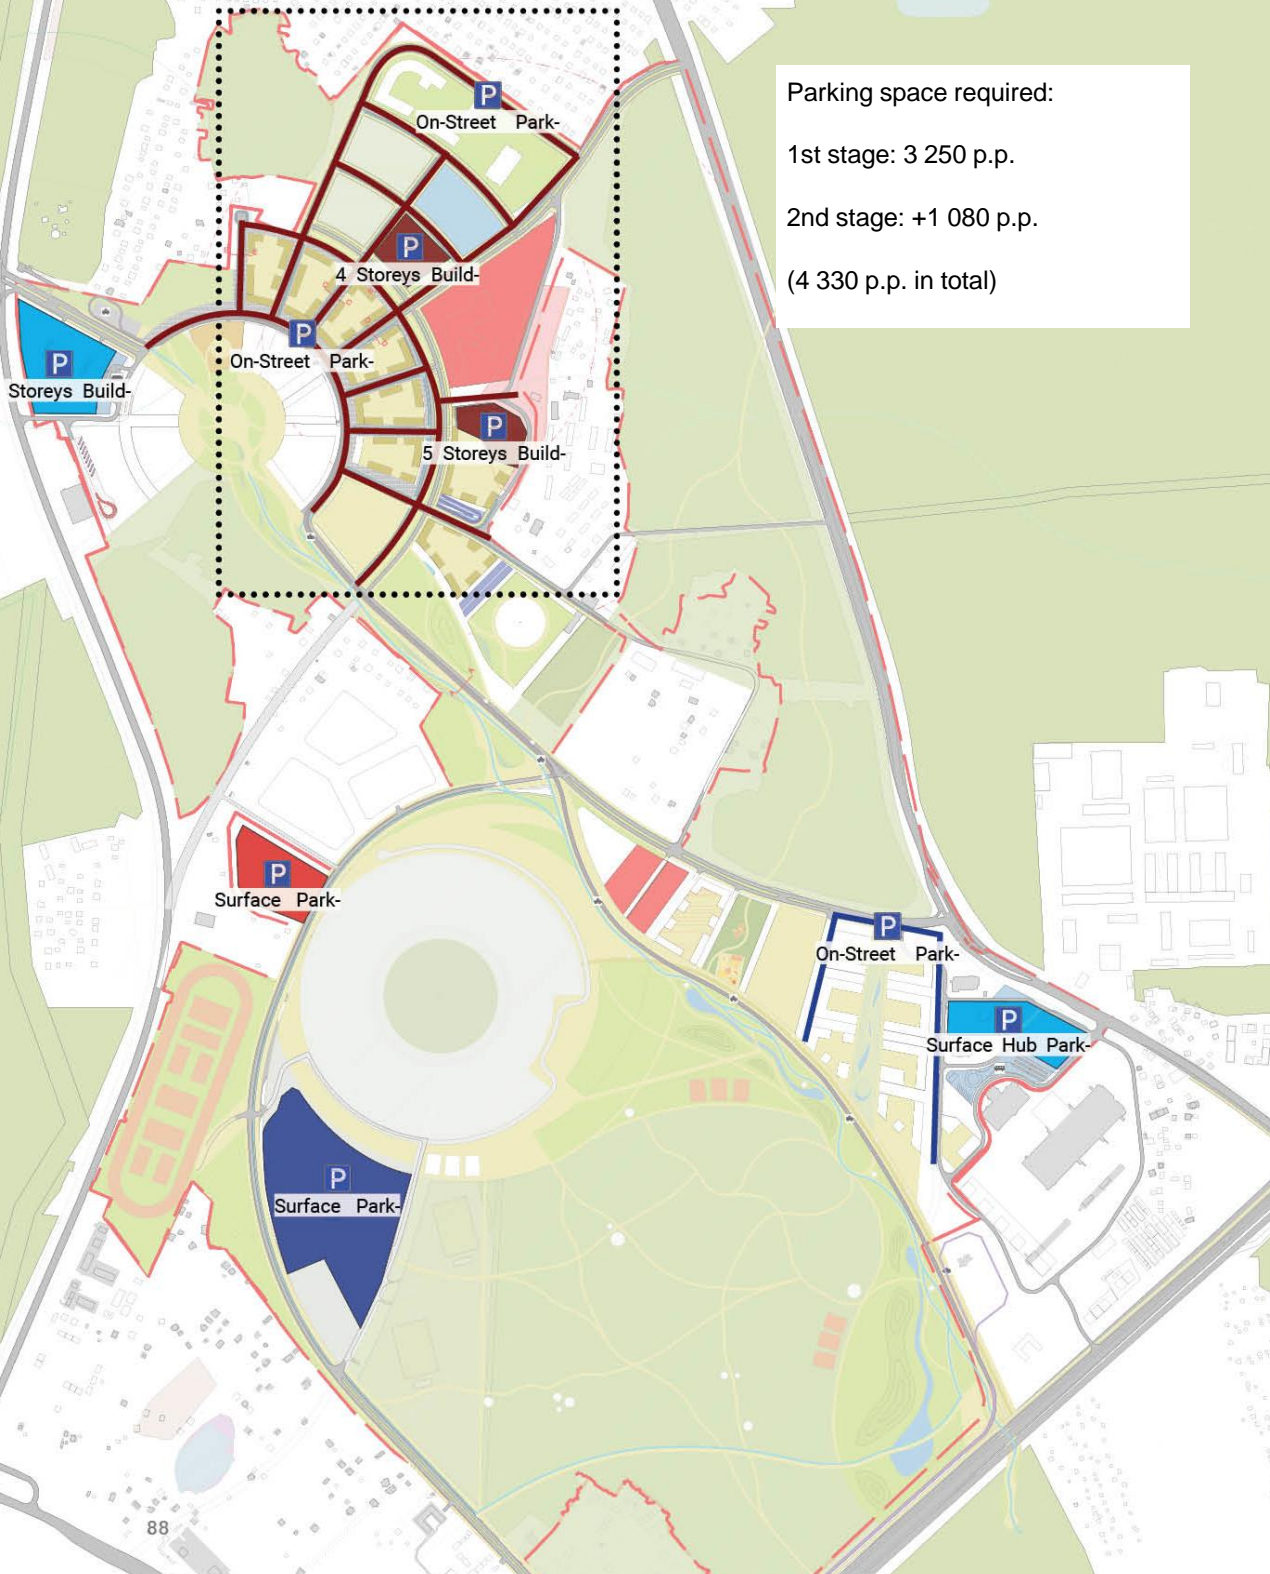 P
On-Street Park-
Parking space required:
1st stage: 3 250 p.p.
2nd stage: +1 080 p.p.
(4 330 p.p. in total)
P
4 Storeys Build-
P
On-Street Park-
P
Storeys Build-
P
5 Storeys Build-
P
Surface Park-
P
On-Street Park-
P
Surface Hub Park-
P
Surface Park-
88